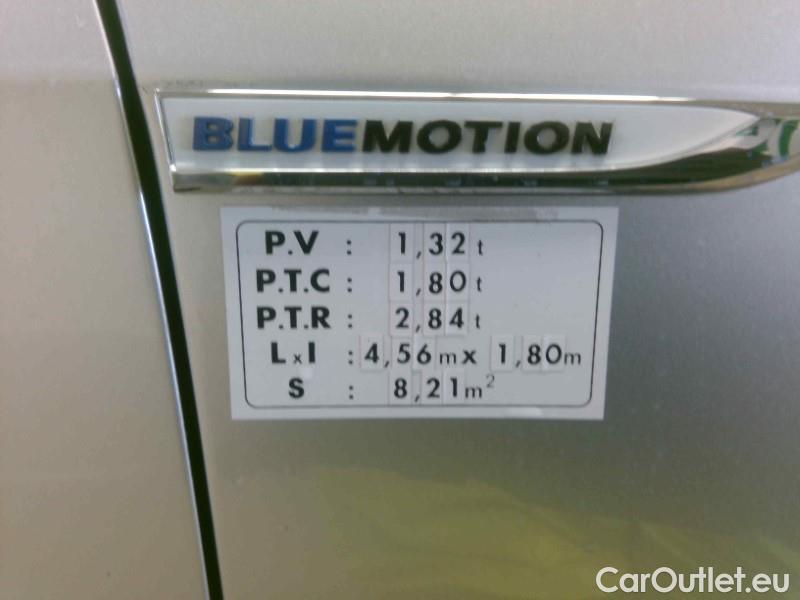 BLUEMOTION
P.V : 1,32 t
P.T.C : 1,80 t
P.T.R : 2,84 t
L x l : 4,56 m x 1,80 m
S : 8,21 m²
CarOutlet.eu